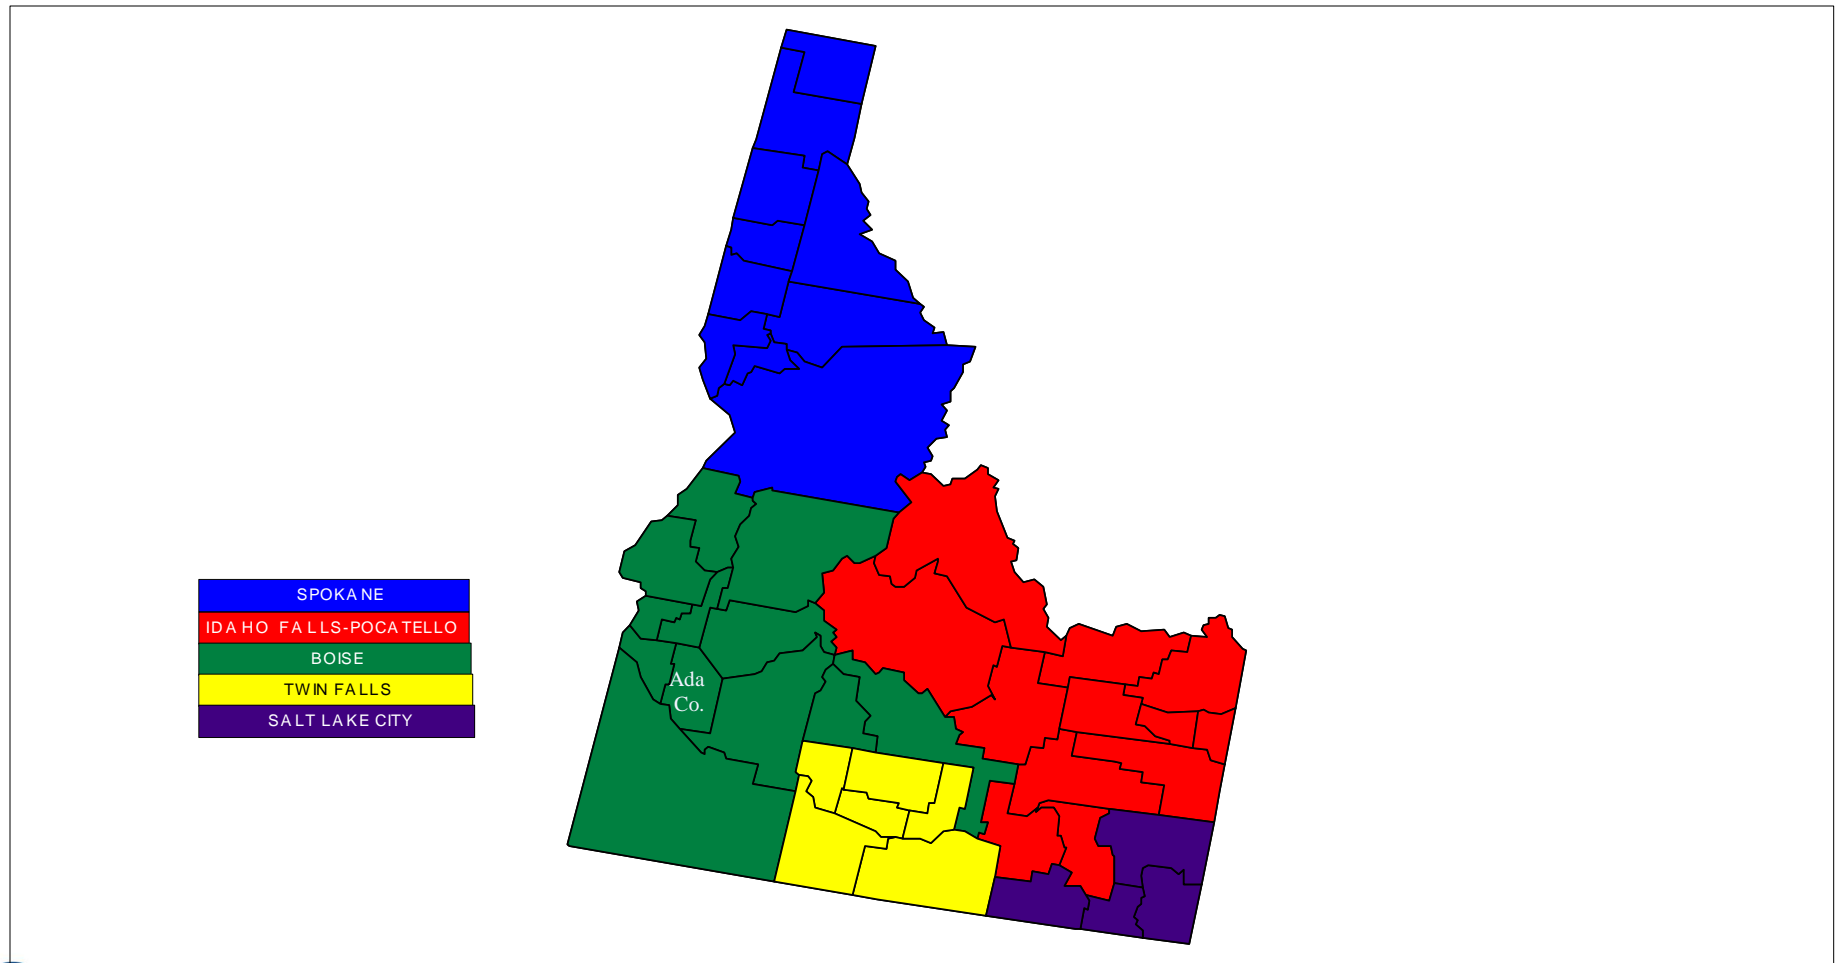 SPOKANE
IDAHO FALLS-POCATELLO
BOISE
TWIN FALLS
SALT LAKE CITY
Ada
Co.